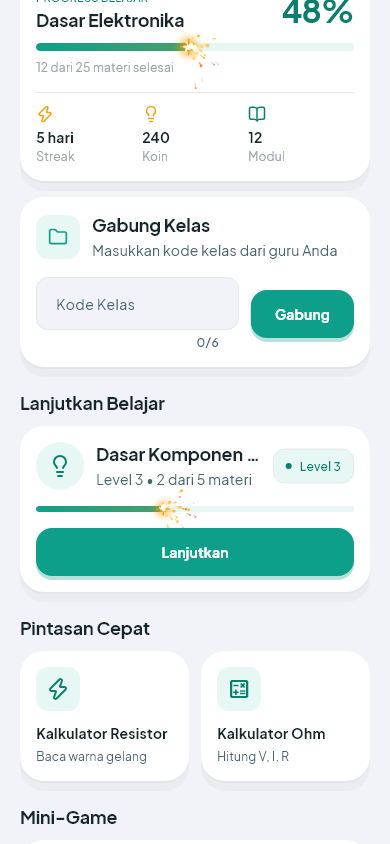 PROGRESS BELAJAR
48%
Dasar Elektronika
12 dari 25 materi selesai
5 hari
Streak
240
Koin
12
Modul
Gabung Kelas
Masukkan kode kelas dari guru Anda
Kode Kelas
Gabung
0/6
Lanjutkan Belajar
Dasar Komponen ...
Level 3 • 2 dari 5 materi
Level 3
Lanjutkan
Pintasan Cepat
Kalkulator Resistor
Baca warna gelang
Kalkulator Ohm
Hitung V, I, R
Mini-Game